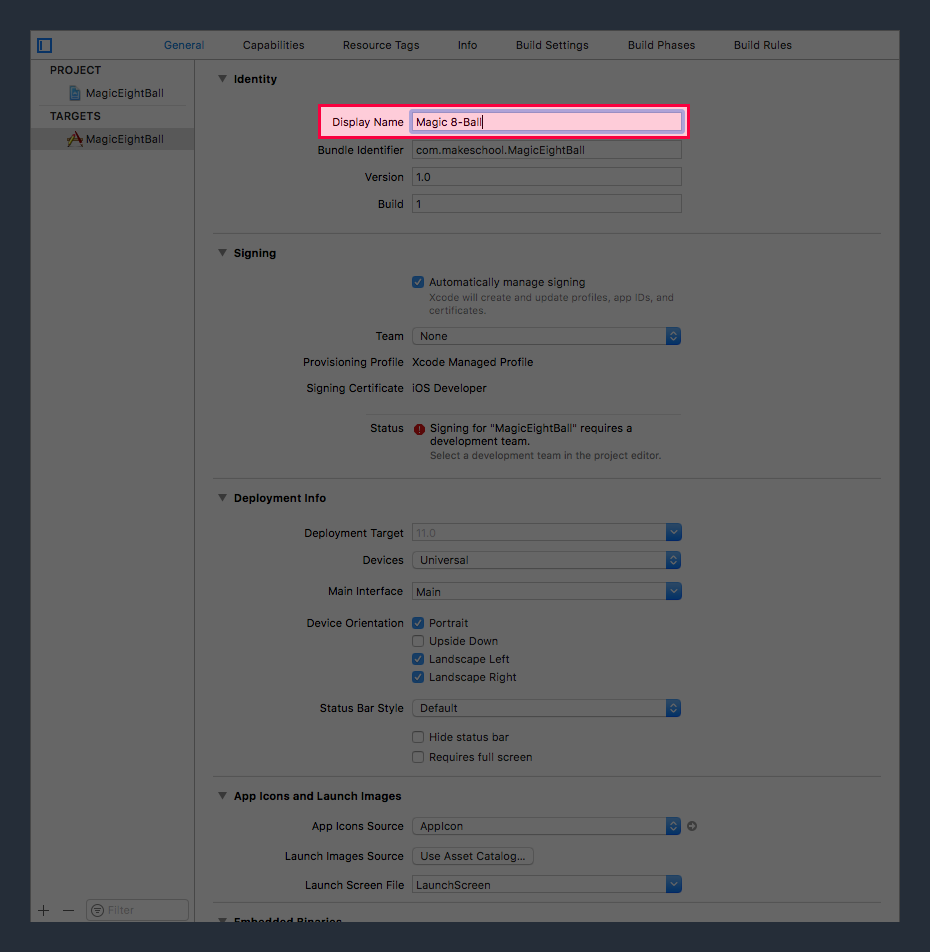 General Capabilities Resource Tags Info Build Settings Build Phases Build Rules
PROJECT
MagicEightBall
TARGETS
MagicEightBall
Filter
Identity
Display Name Magic 8-Ball
Bundle Identifier com.makeschool.MagicEightBall
Version 1.0
Build 1
Signing
Automatically manage signing
Xcode will create and update profiles, app IDs, and
certificates.
Team None
Provisioning Profile Xcode Managed Profile
Signing Certificate iOS Developer
Status Signing for "MagicEightBall" requires a
development team.
Select a development team in the project editor.
Deployment Info
Deployment Target 11.0
Devices Universal
Main Interface Main
Device Orientation Portrait
Upside Down
Landscape Left
Landscape Right
Status Bar Style Default
Hide status bar
Requires full screen
App Icons and Launch Images
App Icons Source AppIcon
Launch Images Source Use Asset Catalog...
Launch Screen File LaunchScreen
Embedded Binaries